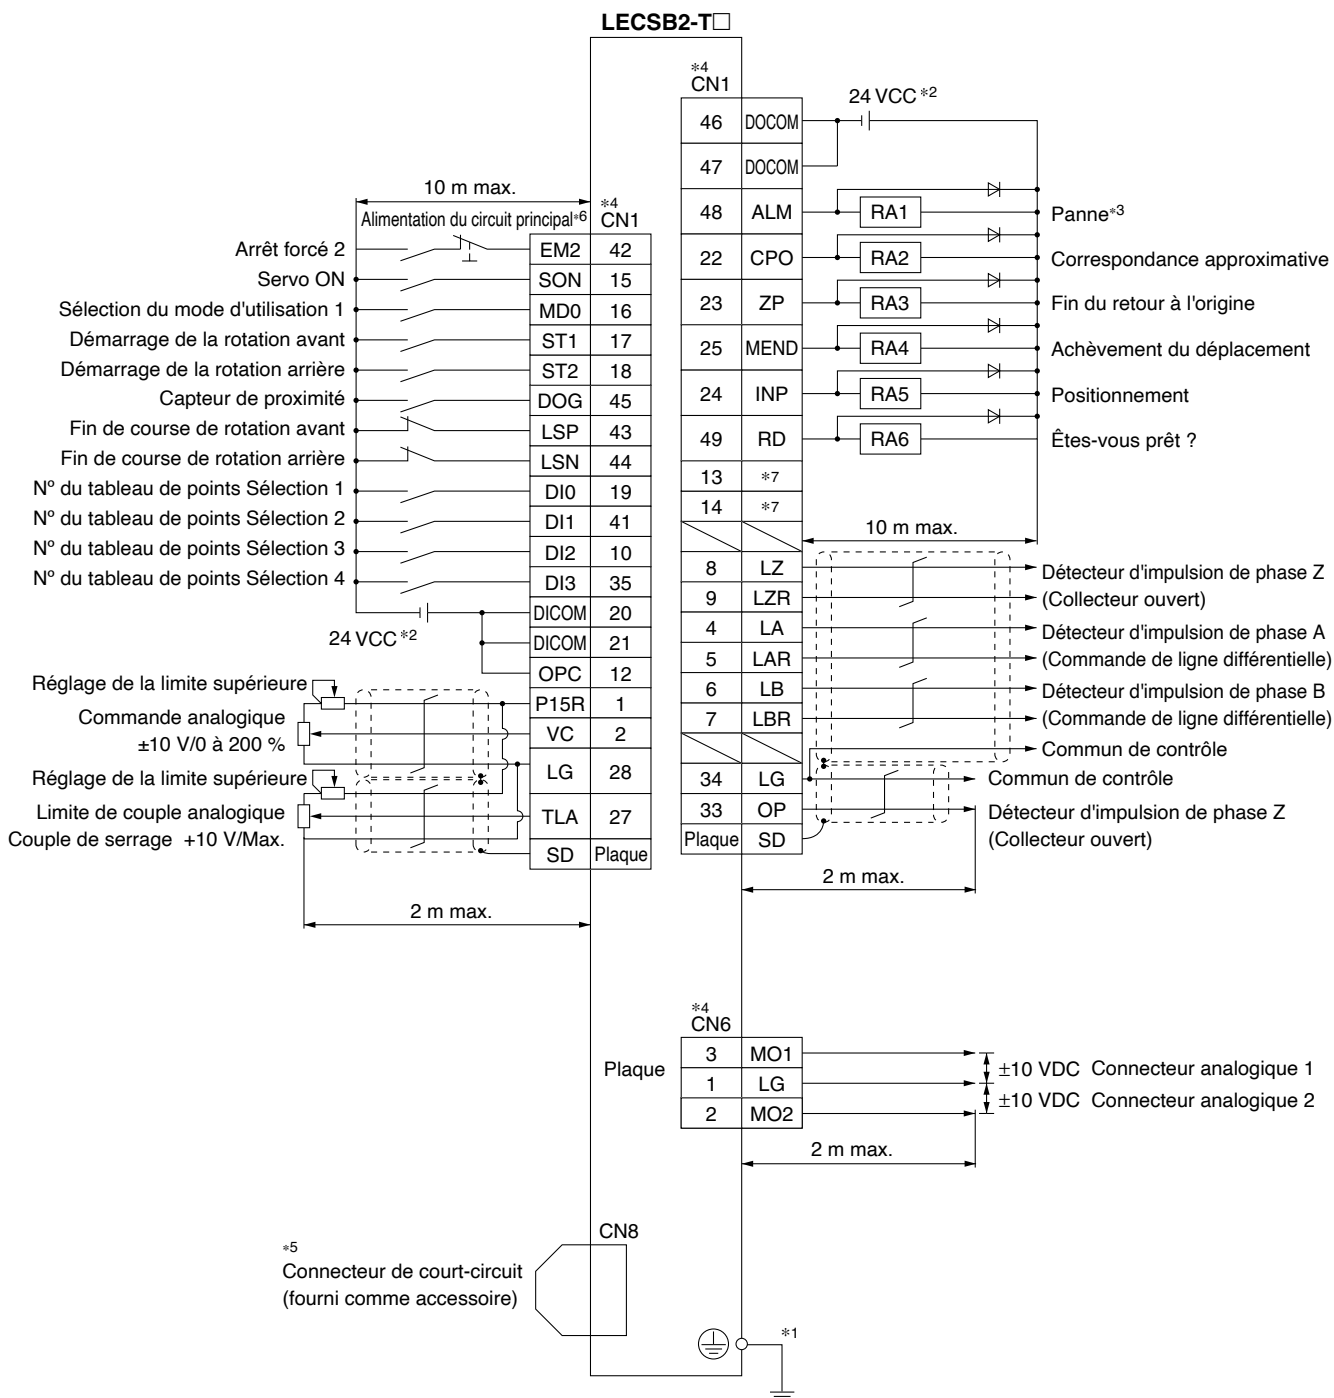 LECSB2-T□
*4
CN1
24 VCC *2
46 DOCOM
47 DOCOM
48 ALM RA1 Panne*3
22 CPO RA2 Correspondance approximative
23 ZP RA3 Fin du retour à l'origine
25 MEND RA4 Achèvement du déplacement
24 INP RA5 Positionnement
49 RD RA6 Êtes-vous prêt ?
13 *7
14 *7
10 m max.
8 LZ Détecteur d'impulsion de phase Z
9 LZR (Collecteur ouvert)
4 LA Détecteur d'impulsion de phase A
5 LAR (Commande de ligne différentielle)
6 LB Détecteur d'impulsion de phase B
7 LBR (Commande de ligne différentielle)
Commun de contrôle
34 LG Commun de contrôle
33 OP Détecteur d'impulsion de phase Z
Plaque SD (Collecteur ouvert)
2 m max.
10 m max.
Alimentation du circuit principal*6
*4
CN1
Arrêt forcé 2 EM2 42
Servo ON SON 15
Sélection du mode d'utilisation 1 MD0 16
Démarrage de la rotation avant ST1 17
Démarrage de la rotation arrière ST2 18
Capteur de proximité DOG 45
Fin de course de rotation avant LSP 43
Fin de course de rotation arrière LSN 44
Nº du tableau de points Sélection 1 DI0 19
Nº du tableau de points Sélection 2 DI1 41
Nº du tableau de points Sélection 3 DI2 10
Nº du tableau de points Sélection 4 DI3 35
DICOM 20
24 VCC *2 DICOM 21
OPC 12
Réglage de la limite supérieure P15R 1
Commande analogique VC 2
±10 V/0 à 200 %
LG 28
Réglage de la limite supérieure
Limite de couple analogique TLA 27
Couple de serrage +10 V/Max.
SD Plaque
2 m max.
*4
CN6
Plaque
3 MO1
±10 VDC Connecteur analogique 1
1 LG
±10 VDC Connecteur analogique 2
2 MO2
2 m max.
CN8
*5
Connecteur de court-circuit
(fourni comme accessoire)
*1